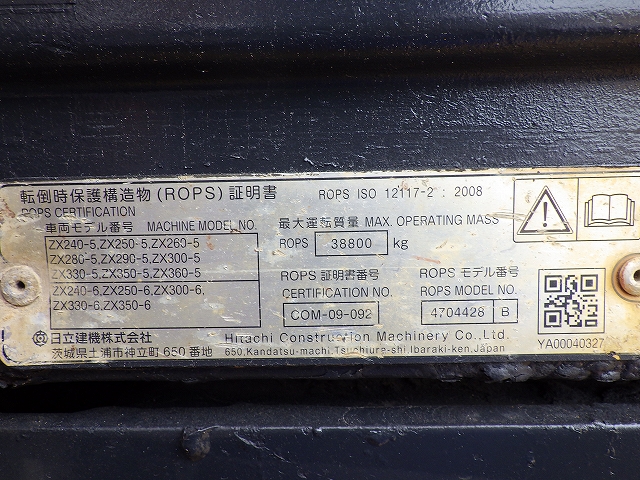 転倒時保護構造物(ROPS)証明書 ROPS ISO 12117-2 : 2008
ROPS CERTIFICATION
車両モデル番号 MACHINE MODEL NO. 最大運転質量 MAX. OPERATING MASS
ZX240-5,ZX250-5,ZX263-5 ROPS 38800 kg
ZX280-5,ZX290-5,ZX300-5
ZX330-5,ZX350-5,ZX360-5 ROPS 証明書番号 ROPS モデル番号
ZX240-6,ZX250-6,ZX300-6, CERTIFICATION NO. ROPS MODEL NO.
ZX330-6,ZX350-6 COM-09-092 4704428 B
日立建機株式会社 Hitachi Construction Machinery Co.,Ltd. YA00040327
茨城県土浦市神立町650番地 650,Kandatsu-machi,Tsuchiura-shi,Ibaraki-ken,Japan